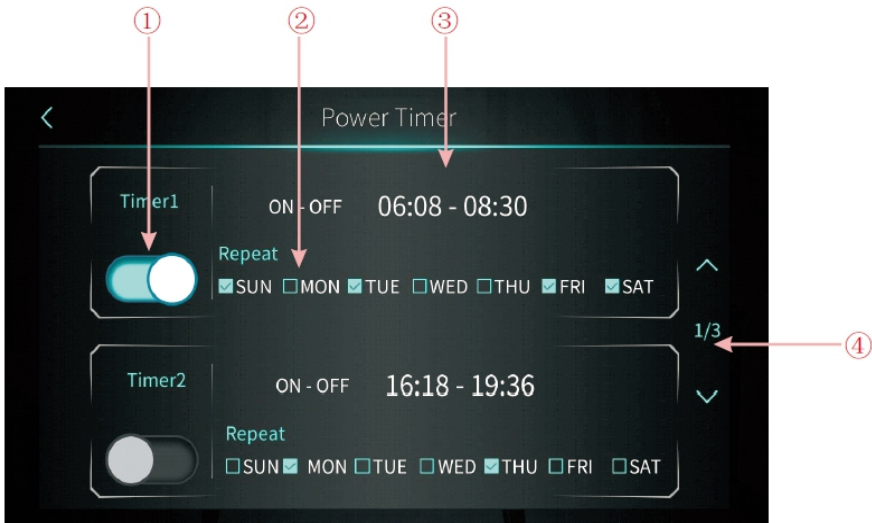 ① ② ③
Power Timer
Timer1
ON - OFF 06:08 - 08:30
Repeat
SUN MON TUE WED THU FRI SAT
1/3
④
Timer2
ON - OFF 16:18 - 19:36
Repeat
SUN MON TUE WED THU FRI SAT